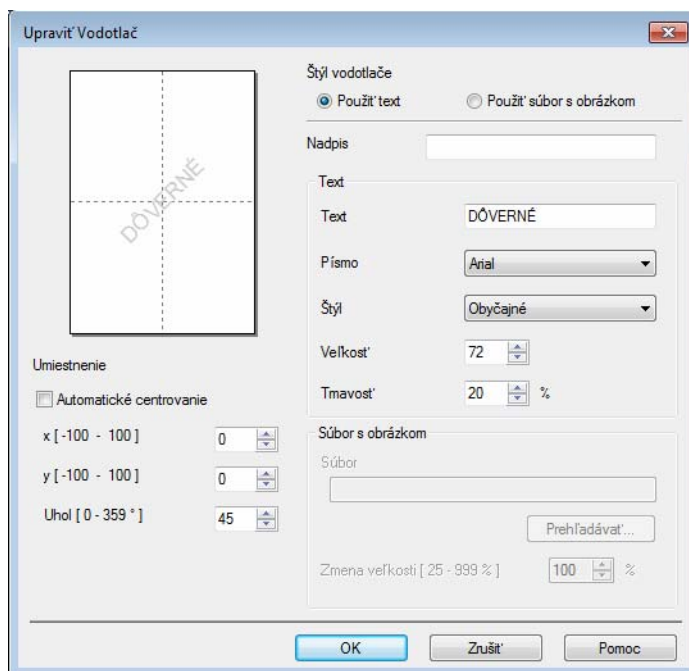 Upraviť Vodotlač
DÔVERNÉ
Umiestnenie
Automatické centrovanie
x [ -100 - 100 ] 0
y [ -100 - 100 ] 0
Uhol [ 0 - 359 ° ] 45
Štýl vodotlače
Použiť text Použiť súbor s obrázkom
Nadpis
Text
Text DÔVERNÉ
Písmo Arial
Štýl Obyčajné
Veľkosť 72
Tmavosť 20 %
Súbor s obrázkom
Súbor
Prehľadávať...
Zmena veľkosti [ 25 - 999 % ] 100 %
OK Zrušiť Pomoc